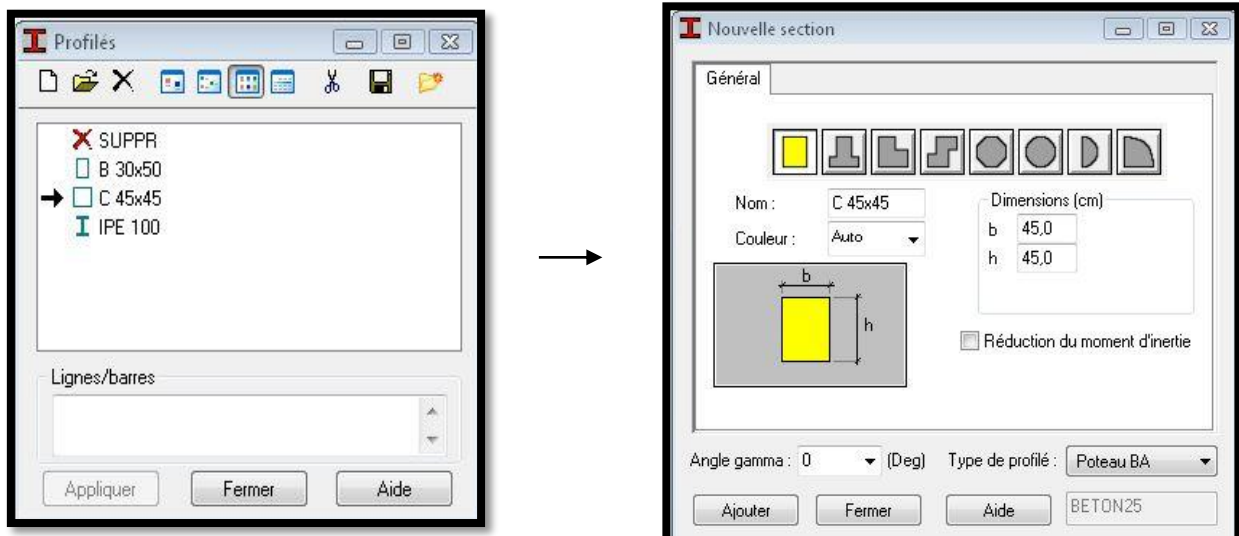 Profilés
SUPPR
B 30x50
C 45x45
IPE 100
Lignes/barres
Appliquer Fermer Aide
Nouvelle section
Général
Nom : C 45x45
Couleur : Auto
Dimensions (cm)
b 45,0
h 45,0
b
h
Réduction du moment d'inertie
Angle gamma : 0 (Deg) Type de profilé : Poteau BA
Ajouter Fermer Aide BETON25